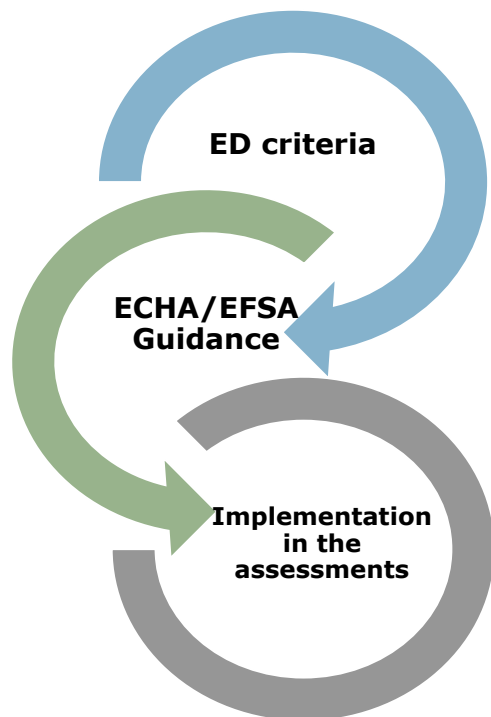 ED criteria
ECHA/EFSA
Guidance
Implementation
in the
assessments